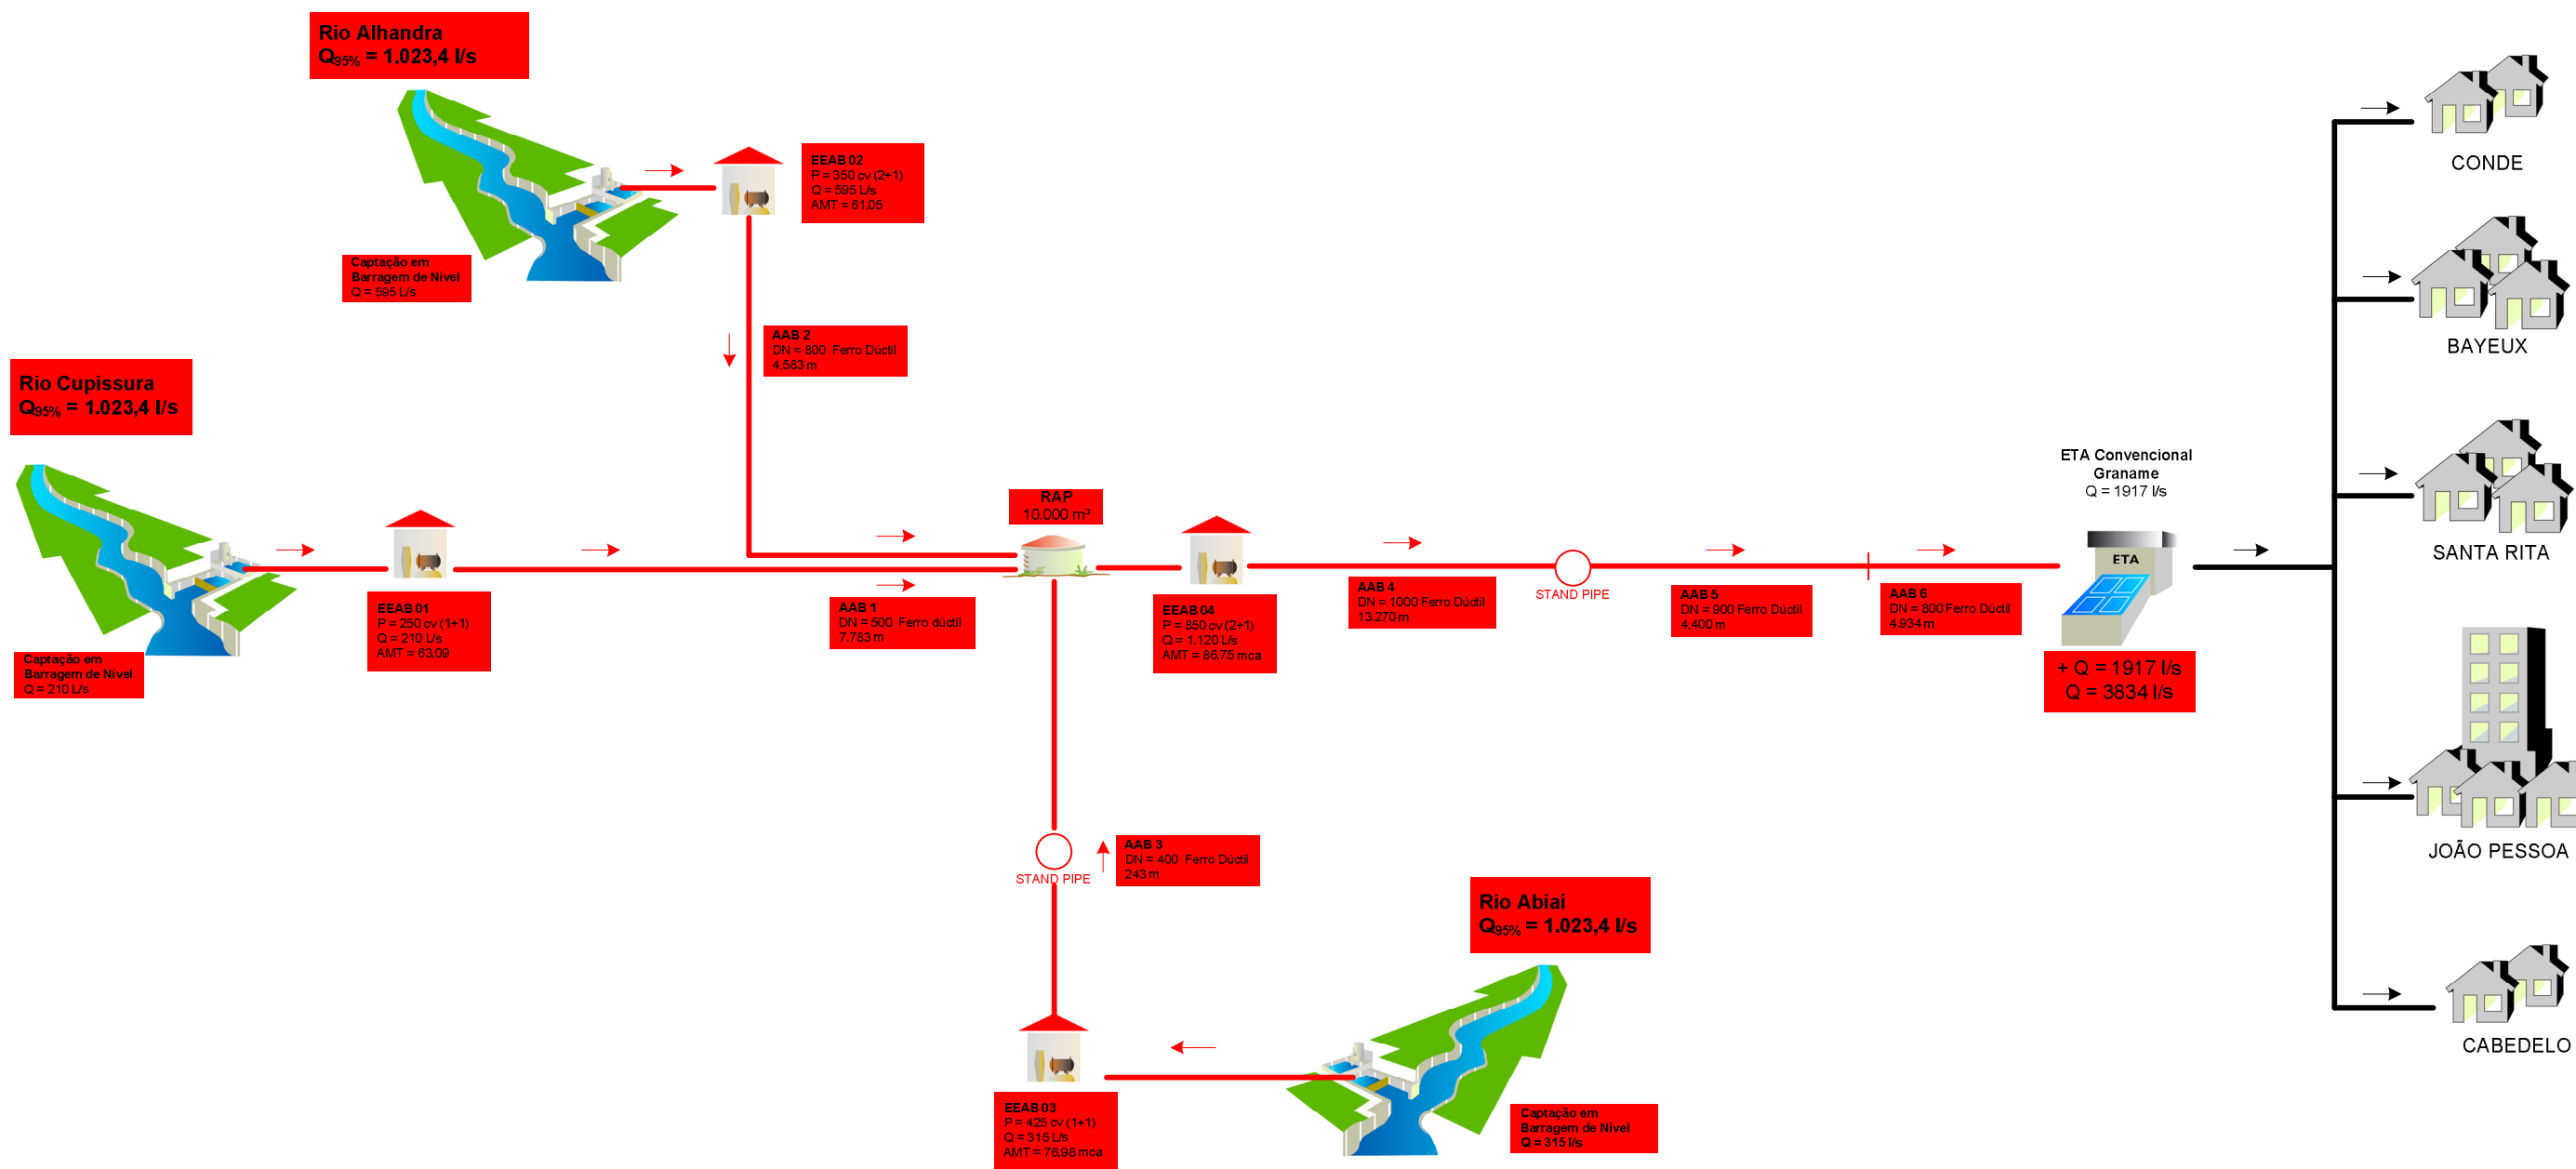 Rio Alhandra
Q95% = 1.023,4 l/s
EEAB 02
P = 350 cv (2+1)
Q = 595 L/s
AMT = 61,05
Captação em
Barragem de Nível
Q = 595 L/s
AAB 2
DN = 800 Ferro Dúctil
4.583 m
Rio Cupissura
Q95% = 1.023,4 l/s
Captação em
Barragem de Nível
Q = 210 L/s
EEAB 01
P = 250 cv (1+1)
Q = 210 L/s
AMT = 63,09
AAB 1
DN = 500 Ferro dúctil
7.783 m
RAP
10.000 m³
EEAB 04
P = 850 cv (2+1)
Q = 1.120 L/s
AMT = 86,75 mca
AAB 4
DN = 1000 Ferro Dúctil
13.270 m
STAND PIPE
AAB 5
DN = 900 Ferro Dúctil
4.400 m
AAB 6
DN = 800 Ferro Dúctil
4.934 m
ETA Convencional
Graname
Q = 1917 l/s
ETA
+ Q = 1917 l/s
Q = 3834 l/s
STAND PIPE
AAB 3
DN = 400 Ferro Dúctil
243 m
Rio Abiaí
Q95% = 1.023,4 l/s
EEAB 03
P = 425 cv (1+1)
Q = 315 L/s
AMT = 76,98 mca
Captação em
Barragem de Nível
Q = 315 l/s
CONDE
BAYEUX
SANTA RITA
JOÃO PESSOA
CABEDELO